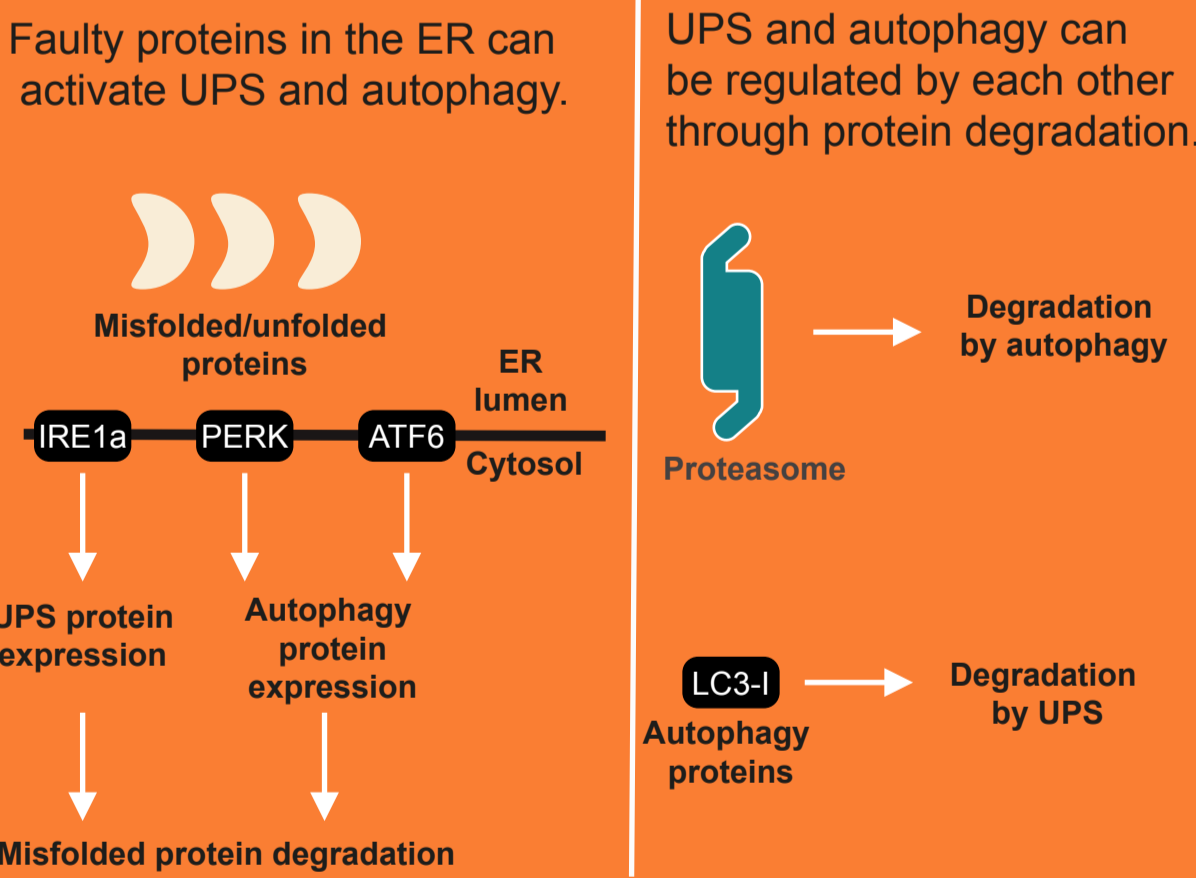 Faulty proteins in the ER can
activate UPS and autophagy.
Misfolded/unfolded
proteins
ER
lumen
IRE1a
PERK
ATF6
Cytosol
UPS protein
expression
Autophagy
protein
expression
Misfolded protein degradation
UPS and autophagy can
be regulated by each other
through protein degradation.
Proteasome
Degradation
by autophagy
LC3-I
Autophagy
proteins
Degradation
by UPS